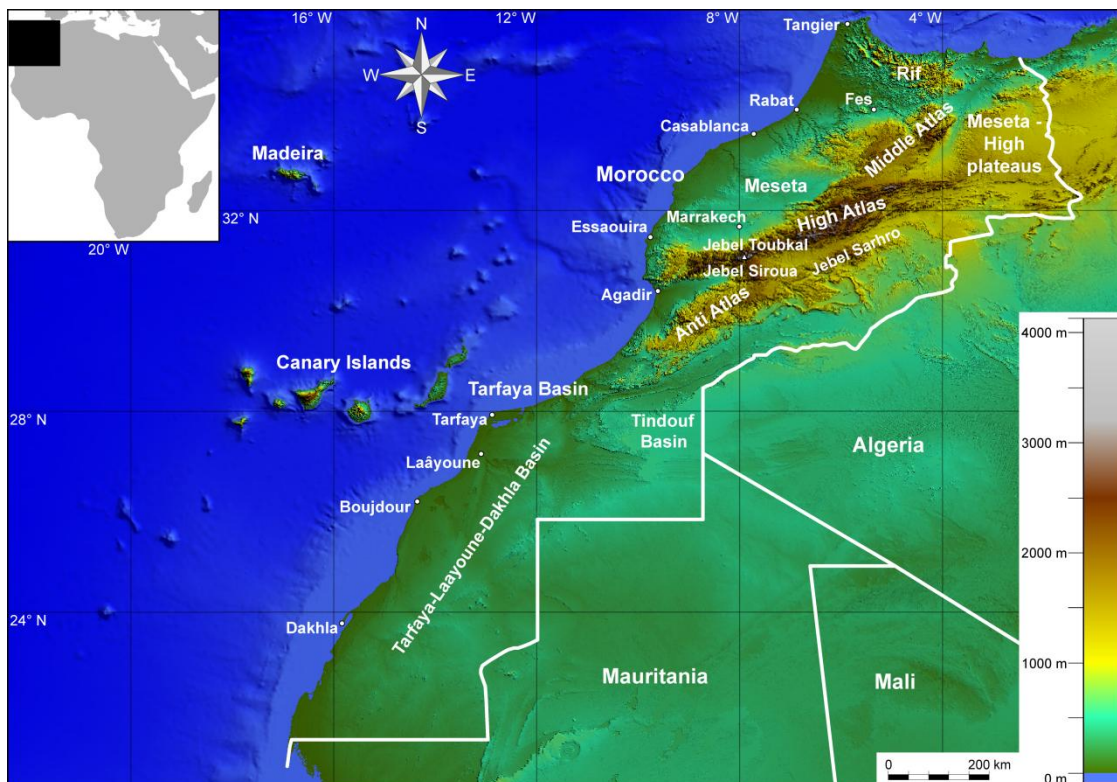 16° W
12° W
8° W
4° W
Tangier
N
W
E
S
Rif
Rabat
Fes
Casablanca
Middle Atlas
Meseta -
High
plateaus
Madeira
Morocco
Meseta
32° N
Marrakech
High Atlas
Essaouira
20° W
Jebel Toubkal
Jebel Sarhro
Jebel Siroua
Agadir
Anti Atlas
4000 m
Canary Islands
Tarfaya Basin
28° N
Tarfaya
Tindouf
Basin
Algeria
3000 m
Laâyoune
Boujdour
Tarfaya-Laayoune-Dakhla Basin
2000 m
24° N
Dakhla
Mauritania
Mali
1000 m
0
200 km
0 m